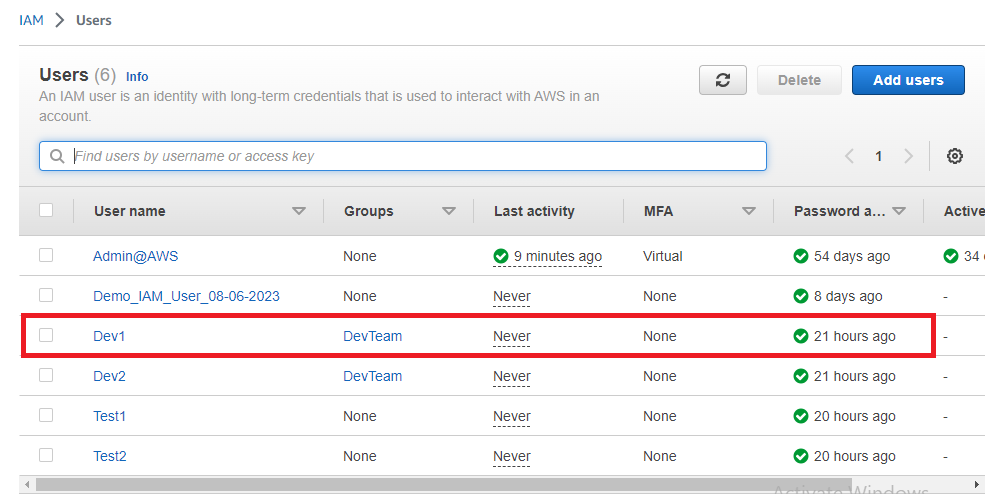 IAM > Users
Users (6) Info
An IAM user is an identity with long-term credentials that is used to interact with AWS in an
account.
Delete
Add users
Find users by username or access key
1
User name Groups Last activity MFA Password a... Active
Admin@AWS None 9 minutes ago Virtual 54 days ago 34
Demo_IAM_User_08-06-2023 None Never None 8 days ago -
Dev1 DevTeam Never None 21 hours ago -
Dev2 DevTeam Never None 21 hours ago -
Test1 None Never None 20 hours ago -
Test2 None Never None 20 hours ago -
Activate Windows